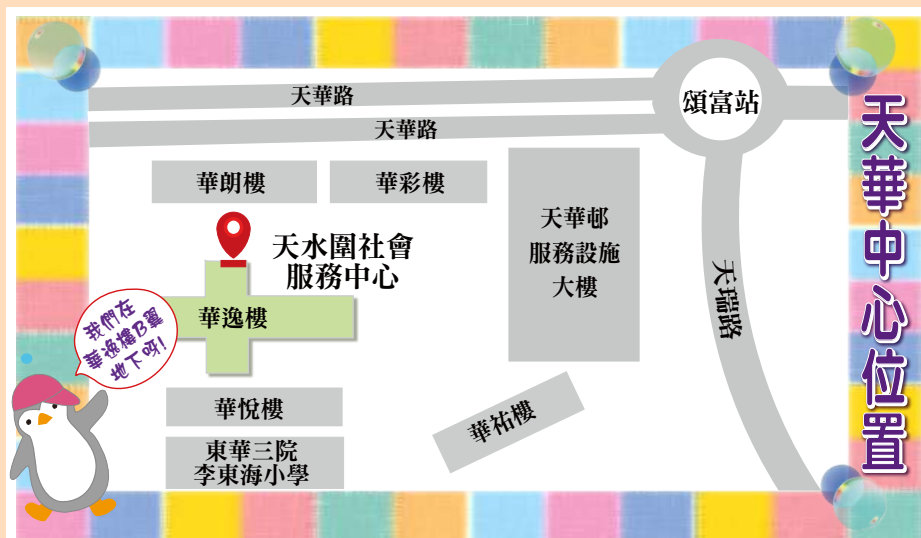 天華中心位置
天華路
頌富站
天華路
華朗樓
華彩樓
天華邨
服務設施
大樓
天水圍社會
服務中心
天瑞路
華逸樓
我們在
華逸樓B翼
地下呀!
華悅樓
華祐樓
東華三院
李東海小學